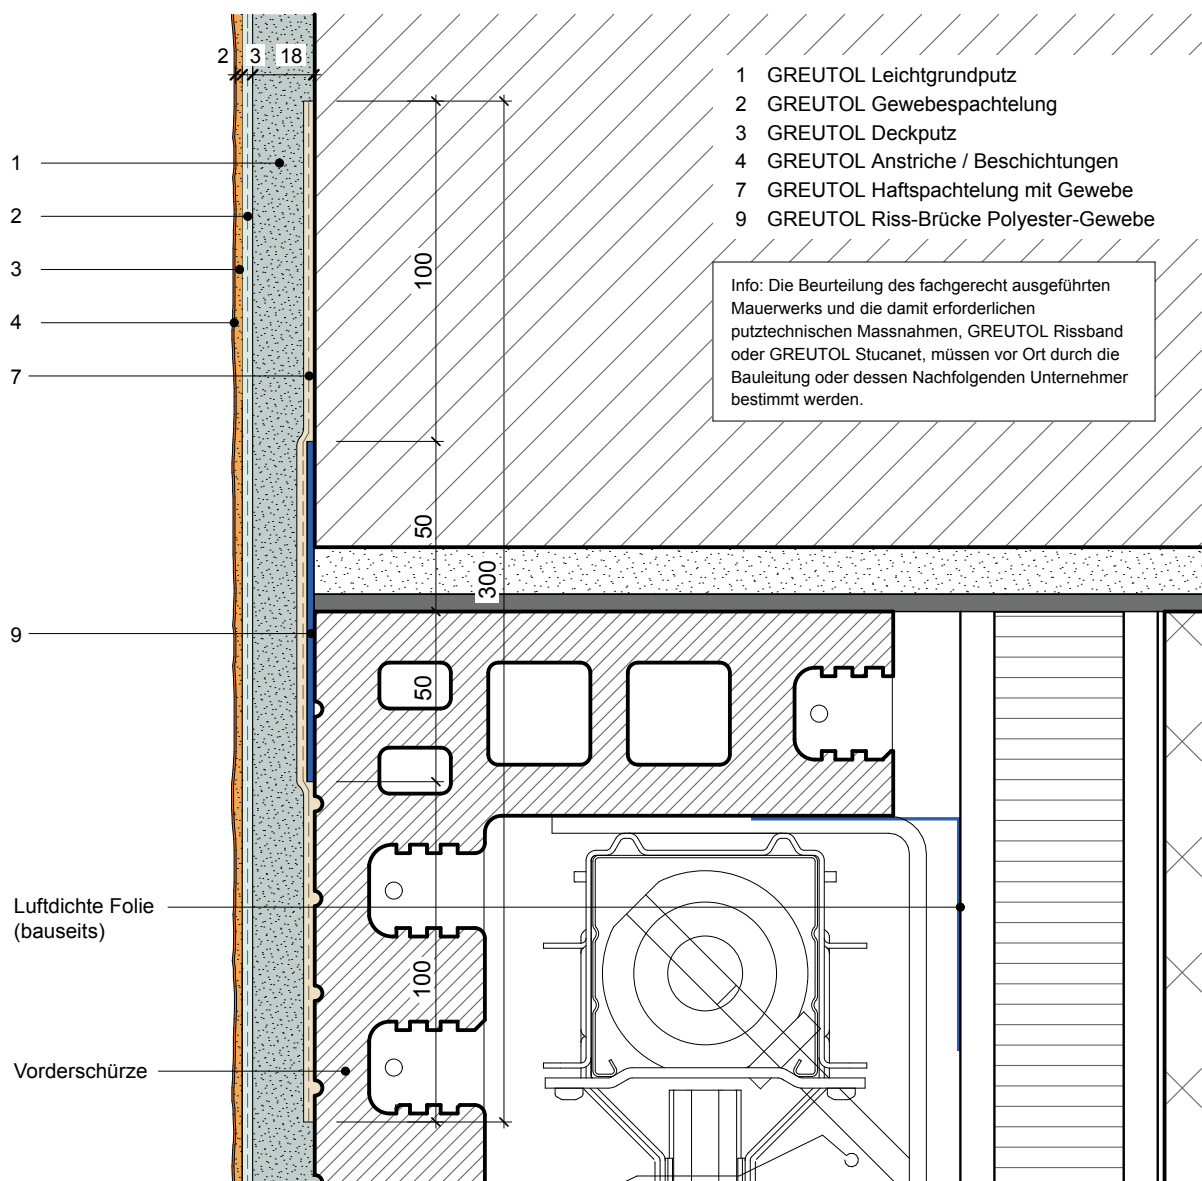 2 3 18
1 GREUTOL Leichtgrundputz
2 GREUTOL Gewebespachtelung
3 GREUTOL Deckputz
4 GREUTOL Anstriche / Beschichtungen
7 GREUTOL Haftspachtelung mit Gewebe
9 GREUTOL Riss-Brücke Polyester-Gewebe
Info: Die Beurteilung des fachgerecht ausgeführten
Mauerwerks und die damit erforderlichen
putztechnischen Massnahmen, GREUTOL Rissband
oder GREUTOL Stucanet, müssen vor Ort durch die
Bauleitung oder dessen Nachfolgenden Unternehmer
bestimmt werden.
1
2
3
4
7
9
100
50
300
50
100
Luftdichte Folie
(bauseits)
Vorderschürze